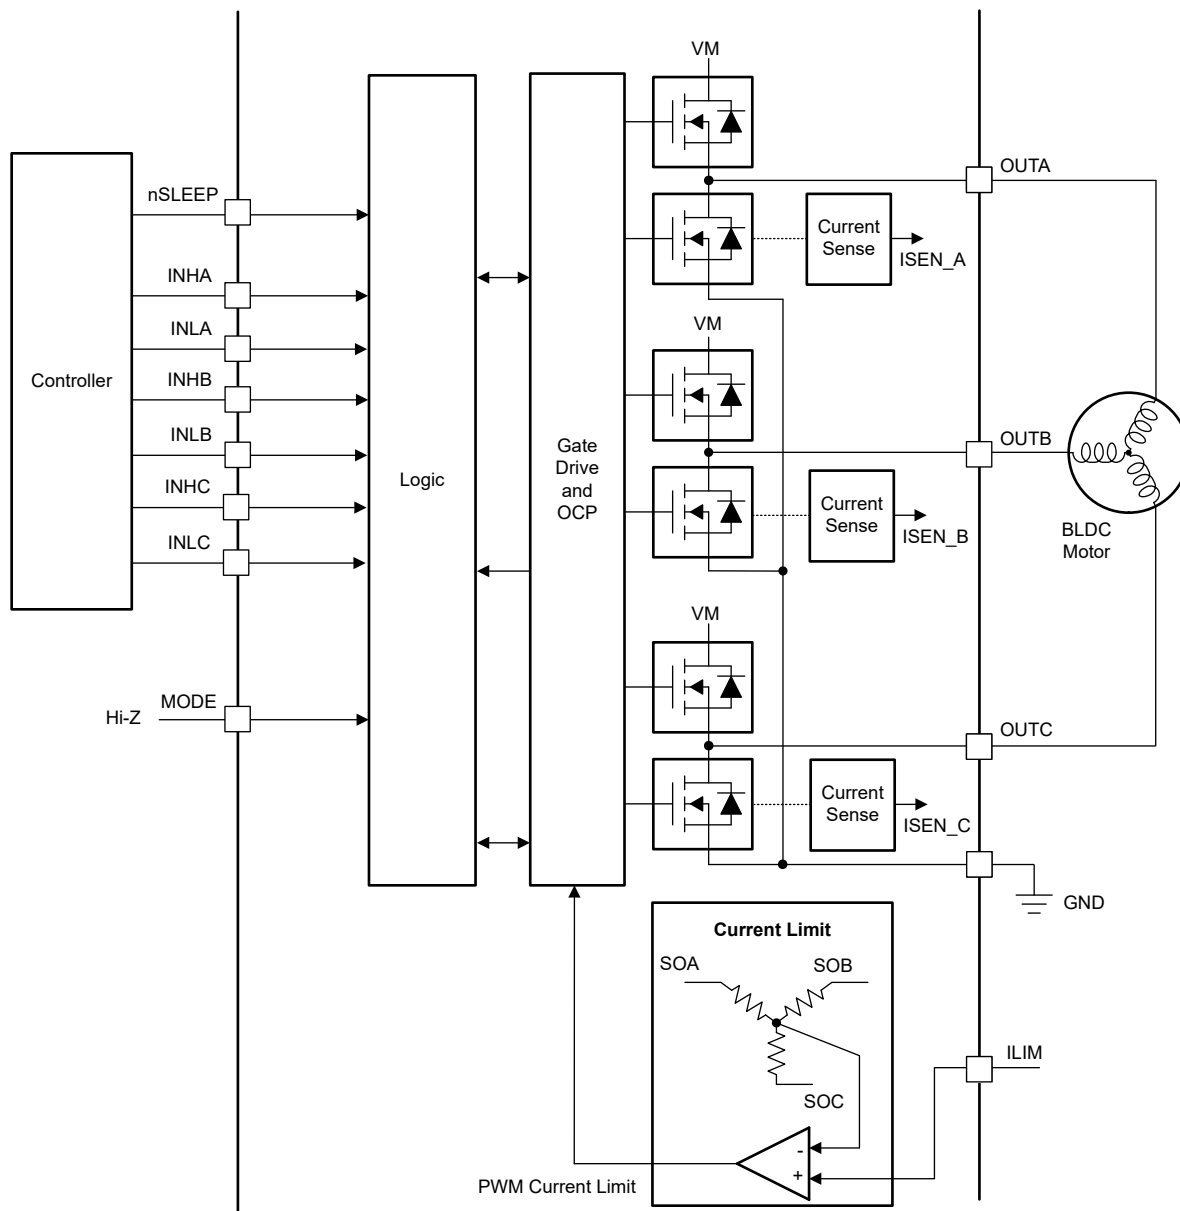 VM
OUTA
nSLEEP
Current
Sense
ISEN_A
INHA
VM
INLA
Controller
INHB
OUTB
INLB
Logic
Gate
Drive
and
OCP
INHC
Current
Sense
ISEN_B
BLDC
Motor
INLC
VM
MODE
Hi-Z
OUTC
Current
Sense
ISEN_C
GND
Current Limit
SOA
SOB
SOC
ILIM
-
+
PWM Current Limit